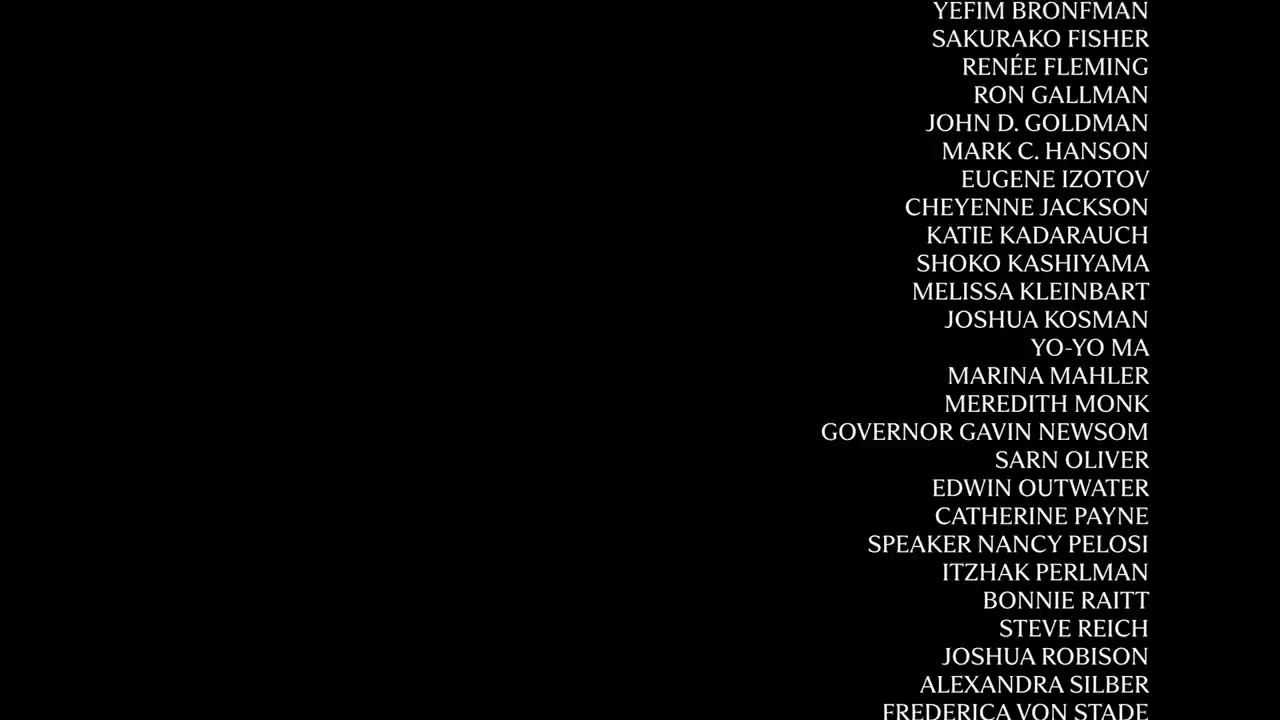 YEFIM BRONFMAN
SAKURAKO FISHER
RENÉE FLEMING
RON GALLMAN
JOHN D. GOLDMAN
MARK C. HANSON
EUGENE IZOTOV
CHEYENNE JACKSON
KATIE KADARAUCH
SHOKO KASHIYAMA
MELISSA KLEINBART
JOSHUA KOSMAN
YO-YO MA
MARINA MAHLER
MEREDITH MONK
GOVERNOR GAVIN NEWSOM
SARN OLIVER
EDWIN OUTWATER
CATHERINE PAYNE
SPEAKER NANCY PELOSI
ITZHAK PERLMAN
BONNIE RAITT
STEVE REICH
JOSHUA ROBISON
ALEXANDRA SILBER
FREDERICA VON STADE